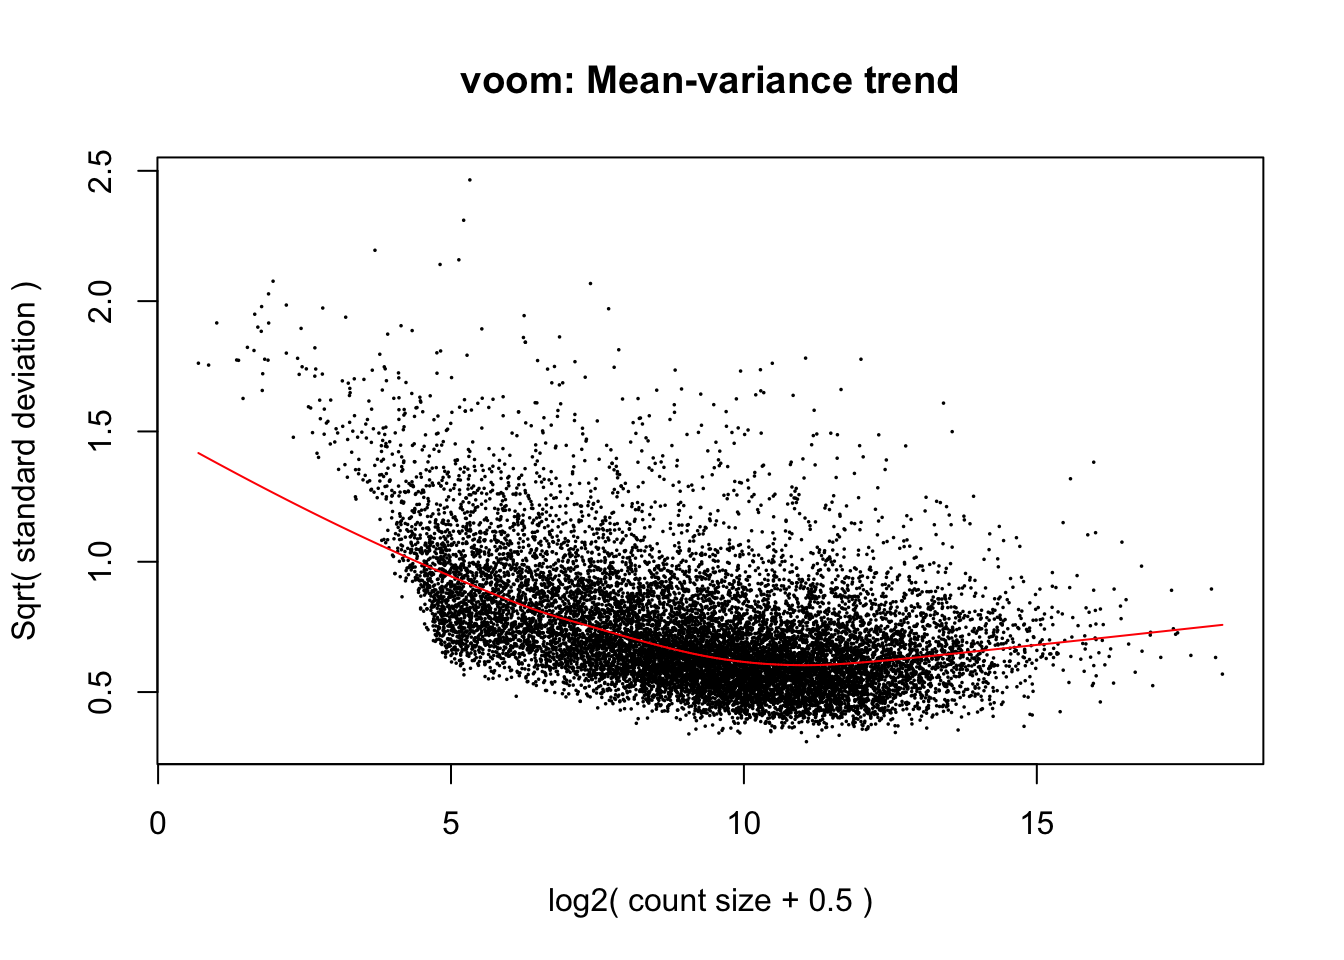 voom: Mean-variance trend
Sqrt( standard deviation )
2.5
2.0
1.5
1.0
0.5
0 5 10 15
log2( count size + 0.5 )